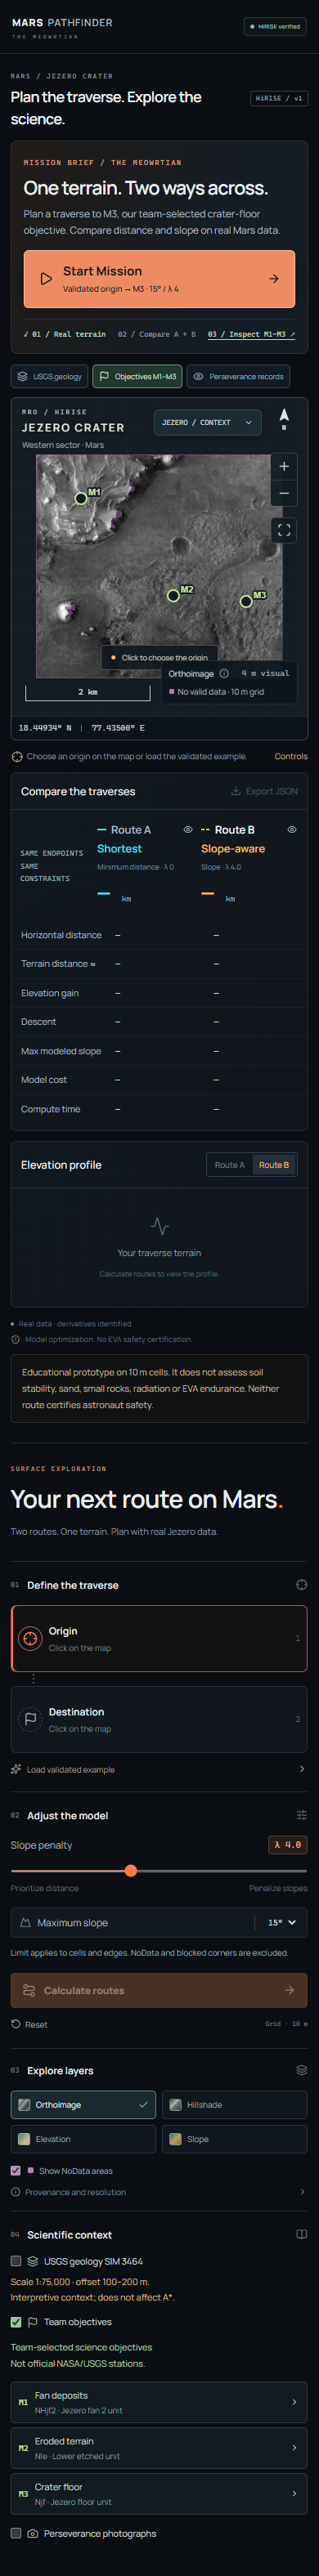 MARS PATHFINDER
THE MEOWRTIAN
HiRISE verified
MARS / JEZERO CRATER
Plan the traverse. Explore the
science.
HiRISE / v1
MISSION BRIEF / THE MEOWRTIAN
One terrain. Two ways across.
Plan a traverse to M3, our team-selected crater-floor
objective. Compare distance and slope on real Mars data.
Start Mission
Validated origin → M3 · 15° / λ 4
✓ 01 / Real terrain
02 / Compare A + B
03 / Inspect M1–M3 ↗
USGS geology
Objectives M1–M3
Perseverance records
MRO / HIRISE
JEZERO CRATER
Western sector · Mars
JEZERO / CONTEXT
N
M1
M2
M3
Click to choose the origin
Orthoimage
4 m visual
No valid data · 10 m grid
2 km
18.44934° N | 77.43500° E
Choose an origin on the map or load the validated example.
Controls
Compare the traverses
Export JSON
SAME ENDPOINTS
SAME
CONSTRAINTS
Route A
Shortest
Minimum distance · λ 0
— km
Route B
Slope-aware
Slope · λ 4.0
— km
Horizontal distance – –
Terrain distance ≈ – –
Elevation gain – –
Descent – –
Max modeled slope – –
Model cost – –
Compute time – –
Elevation profile
Route A
Route B
Your traverse terrain
Calculate routes to view the profile.
Real data · derivatives identified
Model optimization. No EVA safety certification.
Educational prototype on 10 m cells. It does not assess soil
stability, sand, small rocks, radiation or EVA endurance. Neither
route certifies astronaut safety.
SURFACE EXPLORATION
Your next route on Mars.
Two routes. One terrain. Plan with real Jezero data.
01 Define the traverse
Origin
Click on the map
1
Destination
Click on the map
2
Load validated example
02 Adjust the model
Slope penalty
λ 4.0
Prioritize distance
Penalize slopes
Maximum slope
15°
Limit applies to cells and edges. NoData and blocked corners are excluded.
Calculate routes
Reset
Grid · 10 m
03 Explore layers
Orthoimage
Hillshade
Elevation
Slope
Show NoData areas
Provenance and resolution
04 Scientific context
USGS geology SIM 3464
Scale 1:75,000 · offset 100–200 m.
Interpretive context; does not affect A*.
Team objectives
Team-selected science objectives
Not official NASA/USGS stations.
M1
Fan deposits
NHjf2 · Jezero fan 2 unit
M2
Eroded terrain
Nle · Lower etched unit
M3
Crater floor
Njf · Jezero floor unit
Perseverance photographs